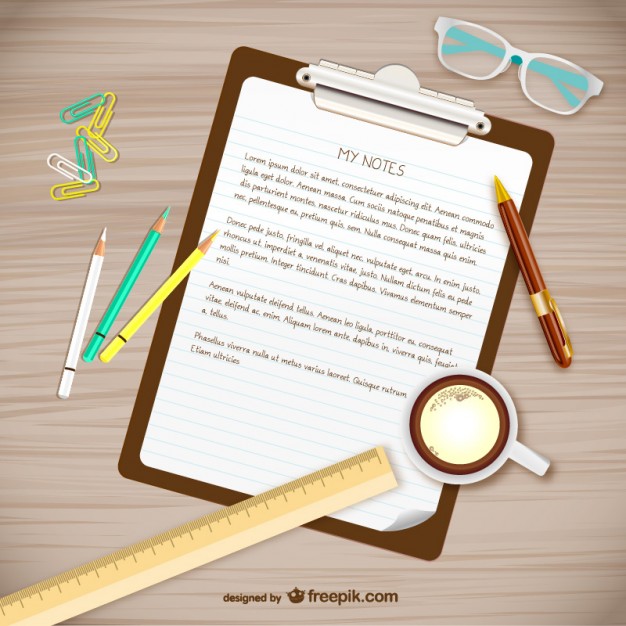 MY NOTES
Lorem ipsum dolor sit amet, consectetuer adipiscing elit. Aenean commodo
ligula eget dolor. Aenean massa. Cum sociis natoque penatibus et magnis
dis parturient montes, nascetur ridiculus mus. Donec quam felis, ultricies
nec, pellentesque eu, pretium quis, sem. Nulla consequat massa quis enim.
Donec pede justo, fringilla vel, aliquet nec, vulputate eget, arcu. In enim justo,
rhoncus ut, imperdiet a, venenatis vitae, justo. Nullam dictum felis eu pede
mollis pretium. Integer tincidunt. Cras dapibus. Vivamus elementum semper
nisi.
Aenean vulputate eleifend tellus. Aenean leo ligula, porttitor eu, consequat
vitae, eleifend ac, enim. Aliquam lorem ante, dapibus in, viverra quis, feugiat
a, tellus.
Phasellus viverra nulla ut metus varius laoreet. Quisque rutrum.
Etiam ultricies
designed by freepik.com